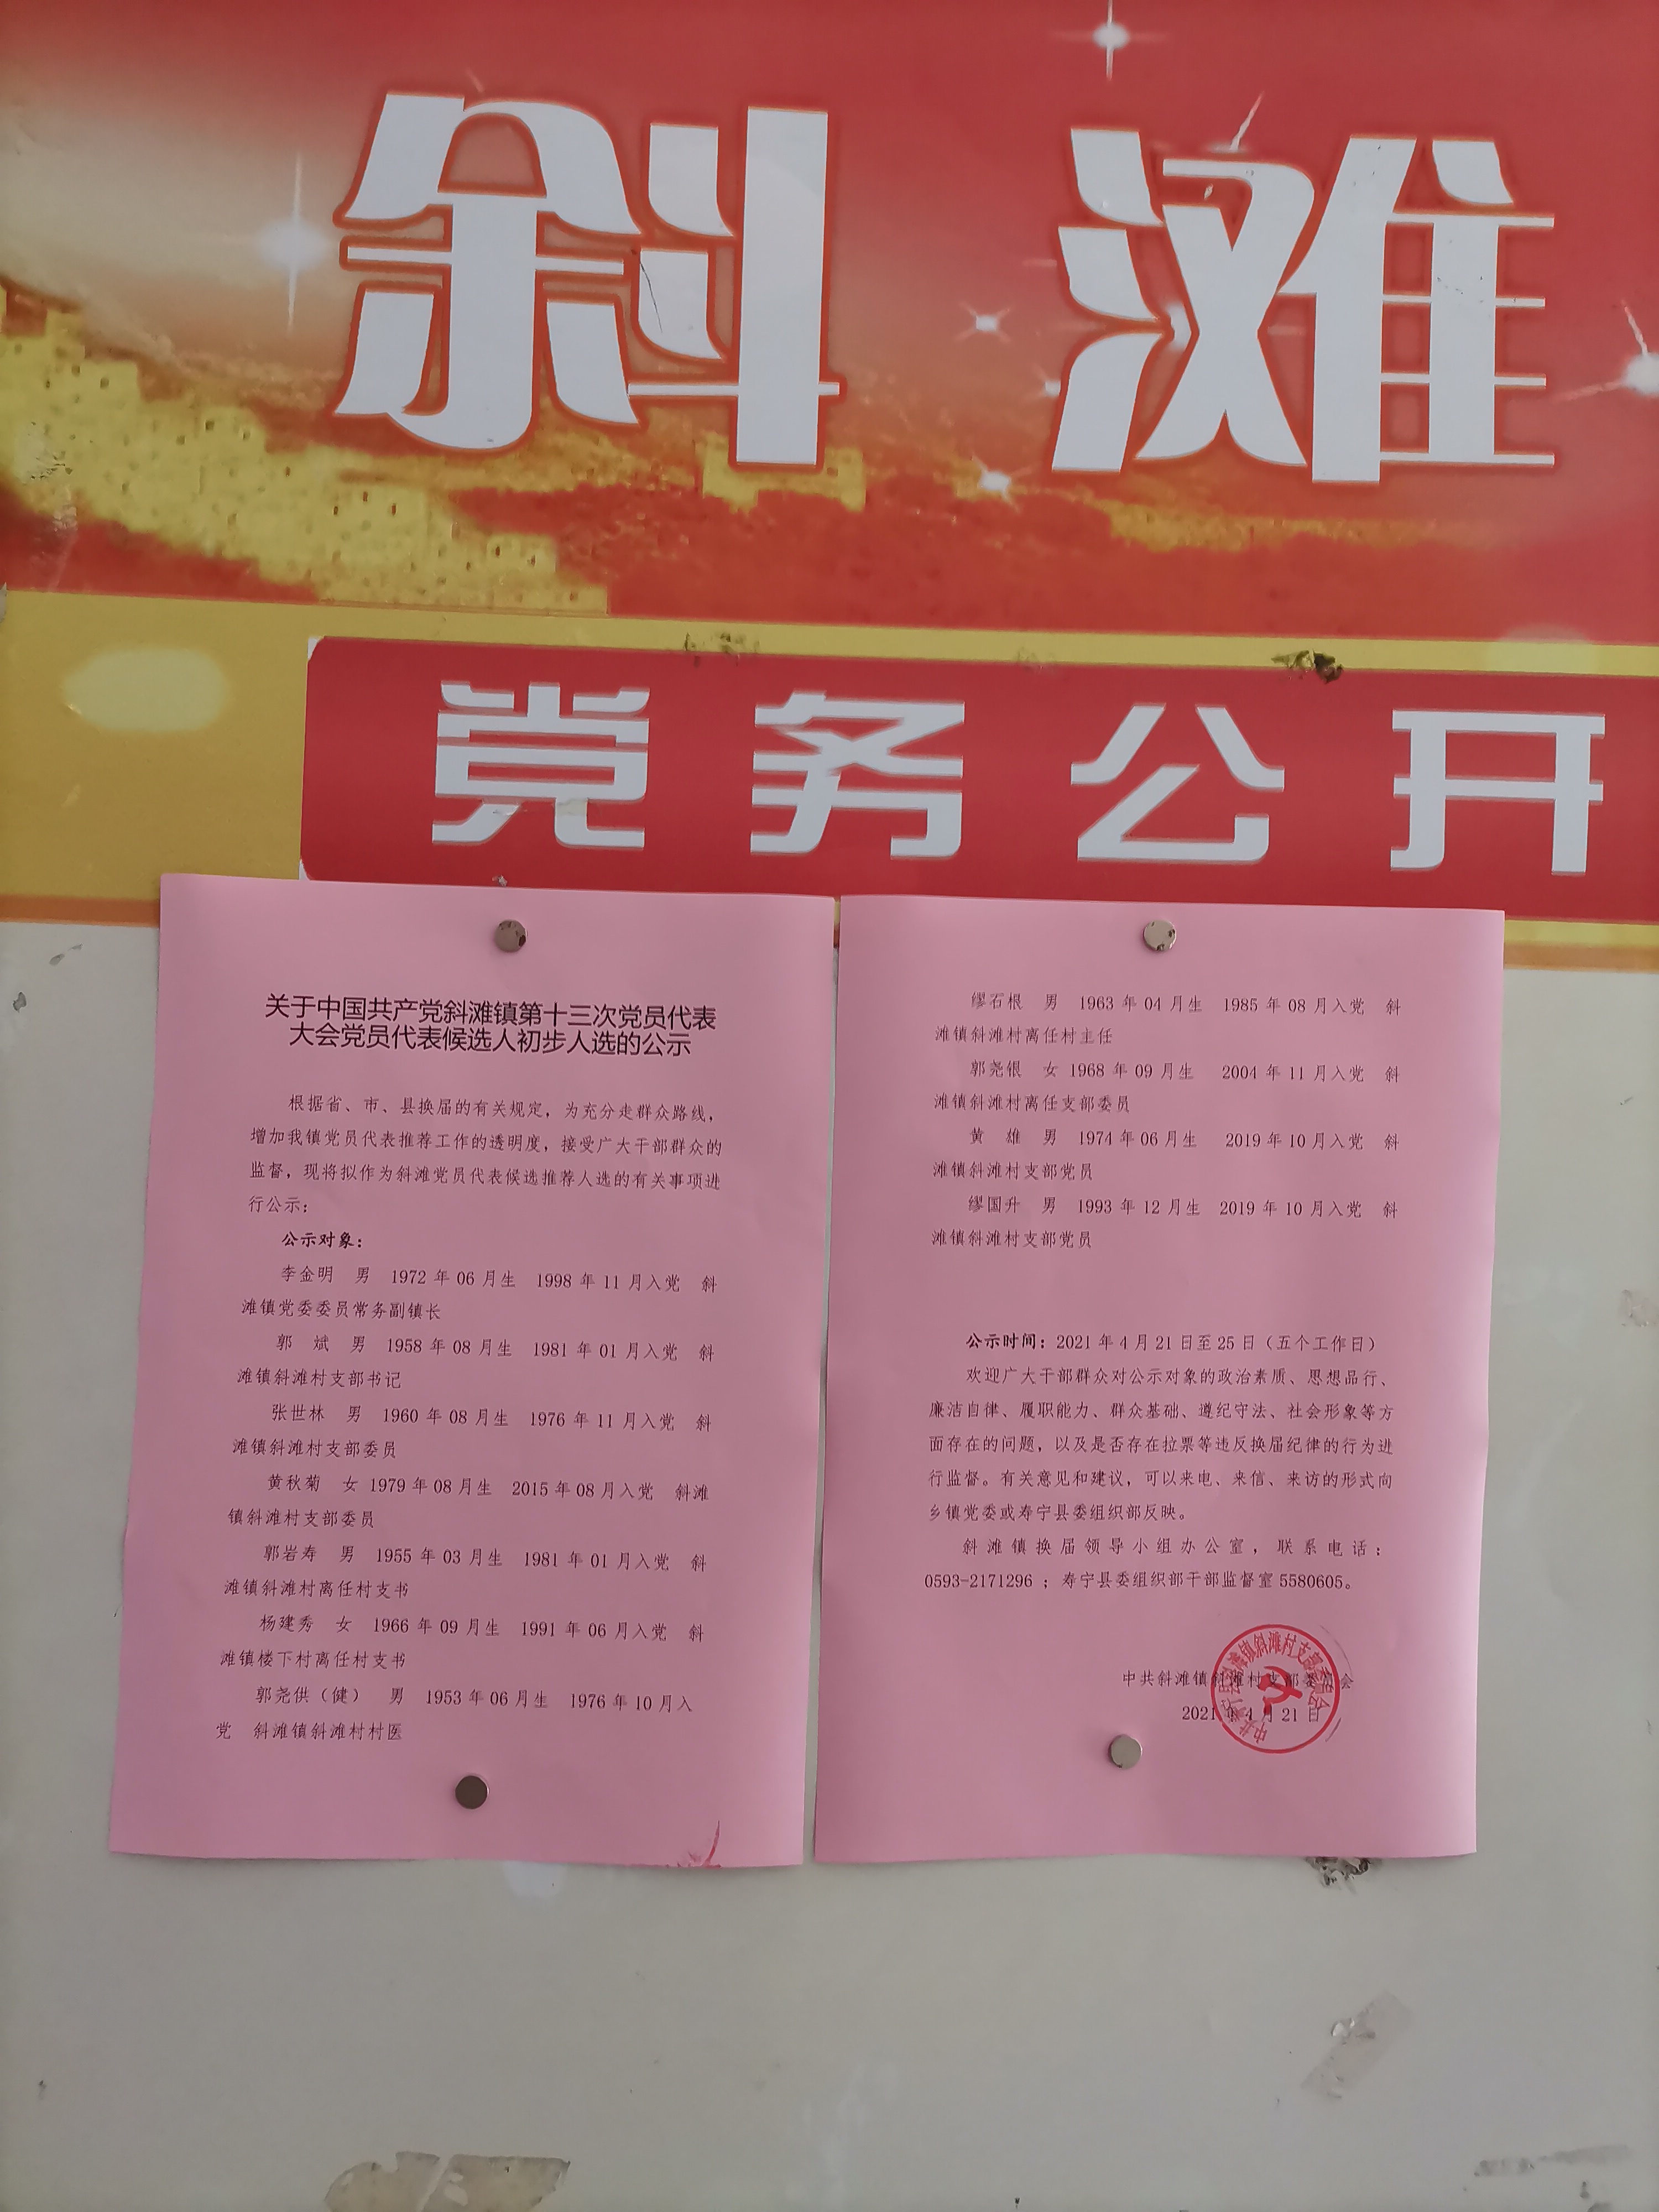 斜滩
党务公开
关于中国共产党斜滩镇第十三次党员代表
大会党员代表候选人初步人选的公示
根据省、市、县换届的有关规定，为充分走群众路线，
增加我镇党员代表推荐工作的透明度，接受广大干部群众的
监督，现将拟作为斜滩党员代表候选推荐人选的有关事项进
行公示：
公示对象：
李金明 男 1972 年 06 月生 1998 年 11 月入党 斜
滩镇党委委员常务副镇长
郭 斌 男 1958 年 08 月生 1981 年 01 月入党 斜
滩镇斜滩村支部书记
张世林 男 1960 年 08 月生 1976 年 11 月入党 斜
滩镇斜滩村支部委员
黄秋菊 女 1979 年 08 月生 2015 年 08 月入党 斜滩
镇斜滩村支部委员
郭岩寿 男 1955 年 03 月生 1981 年 01 月入党 斜
滩镇斜滩村离任村支书
杨建秀 女 1966 年 09 月生 1991 年 06 月入党 斜
滩镇楼下村离任村支书
郭尧供（健） 男 1953 年 06 月生 1976 年 10 月入
党 斜滩镇斜滩村村医
缪石根 男 1963 年 04 月生 1985 年 08 月入党 斜
滩镇斜滩村离任村主任
郭尧银 女 1968 年 09 月生 2004 年 11 月入党 斜
滩镇斜滩村离任支部委员
黄 雄 男 1974 年 06 月生 2019 年 10 月入党 斜
滩镇斜滩村支部党员
缪国升 男 1993 年 12 月生 2019 年 10 月入党 斜
滩镇斜滩村支部党员
公示时间：2021 年 4 月 21 日至 25 日（五个工作日）
欢迎广大干部群众对公示对象的政治素质、思想品行、
廉洁自律、履职能力、群众基础、遵纪守法、社会形象等方
面存在的问题，以及是否存在拉票等违反换届纪律的行为进
行监督。有关意见和建议，可以来电、来信、来访的形式向
乡镇党委或寿宁县委组织部反映。
斜滩镇换届领导小组办公室，联系电话：
0593-2171296 ；寿宁县委组织部干部监督室 5580605。
中共斜滩镇斜滩村支部委员会
2021 年 4 月 21 日